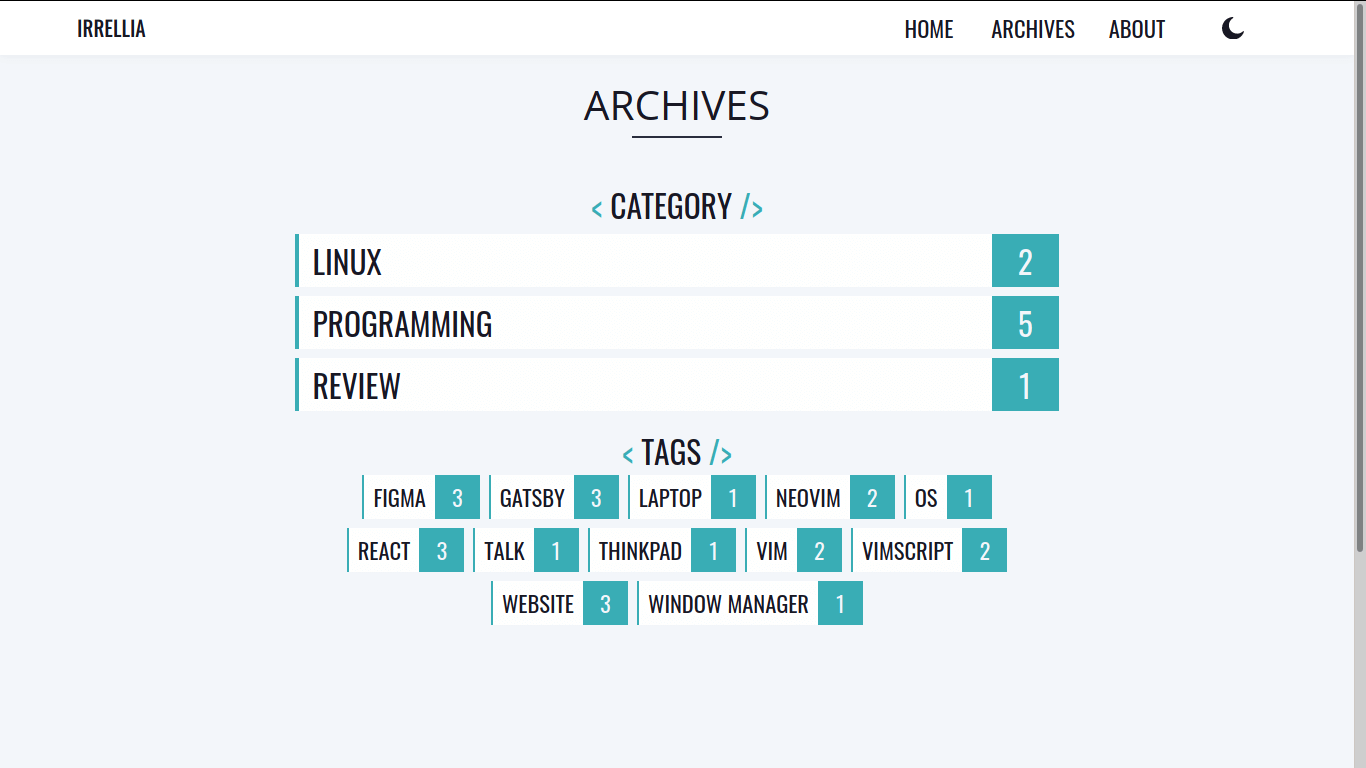 IRRELLIA HOME ARCHIVES ABOUT
ARCHIVES
< CATEGORY />
LINUX 2
PROGRAMMING 5
REVIEW 1
< TAGS />
FIGMA 3 GATSBY 3 LAPTOP 1 NEOVIM 2 OS 1
REACT 3 TALK 1 THINKPAD 1 VIM 2 VIMSCRIPT 2
WEBSITE 3 WINDOW MANAGER 1